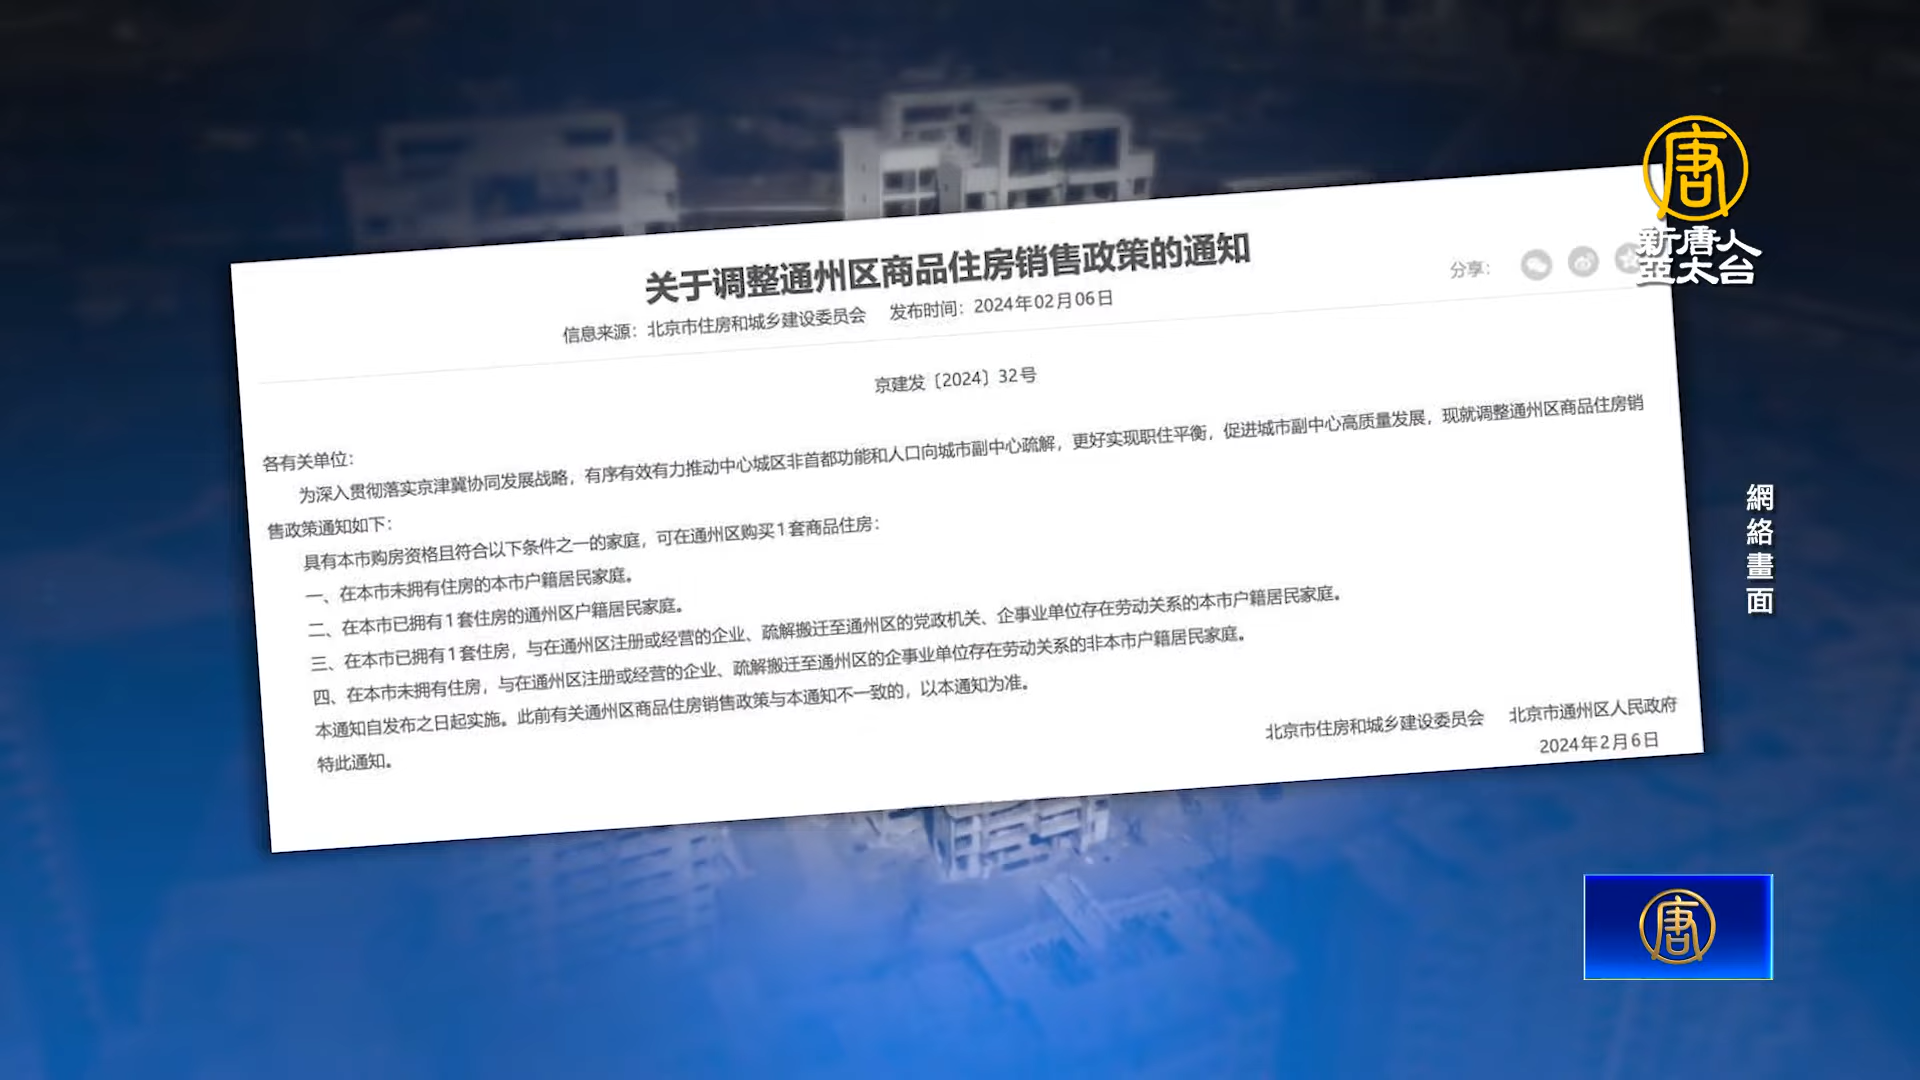 关于调整通州区商品住房销售政策的通知
信息来源：北京市住房和城乡建设委员会 发布时间：2024年02月06日
分享：
京建发〔2024〕32号
各有关单位：
为深入贯彻落实京津冀协同发展战略，有序有效有力推动中心城区非首都功能和人口向城市副中心疏解，更好实现职住平衡，促进城市副中心高质量发展，现就调整通州区商品住房销
售政策通知如下：
具有本市购房资格且符合以下条件之一的家庭，可在通州区购买1套商品住房：
一、在本市未拥有住房的本市户籍居民家庭。
二、在本市已拥有1套住房的通州区户籍居民家庭。
三、在本市已拥有1套住房，与在通州区注册或经营的企业、疏解搬迁至通州区的党政机关、企事业单位存在劳动关系的本市户籍居民家庭。
四、在本市未拥有住房，与在通州区注册或经营的企业、疏解搬迁至通州区的企事业单位存在劳动关系的非本市户籍居民家庭。
本通知自发布之日起实施。此前有关通州区商品住房销售政策与本通知不一致的，以本通知为准。
特此通知。
北京市住房和城乡建设委员会 北京市通州区人民政府
2024年2月6日
唐
新唐人
亞太台
網絡畫面
唐